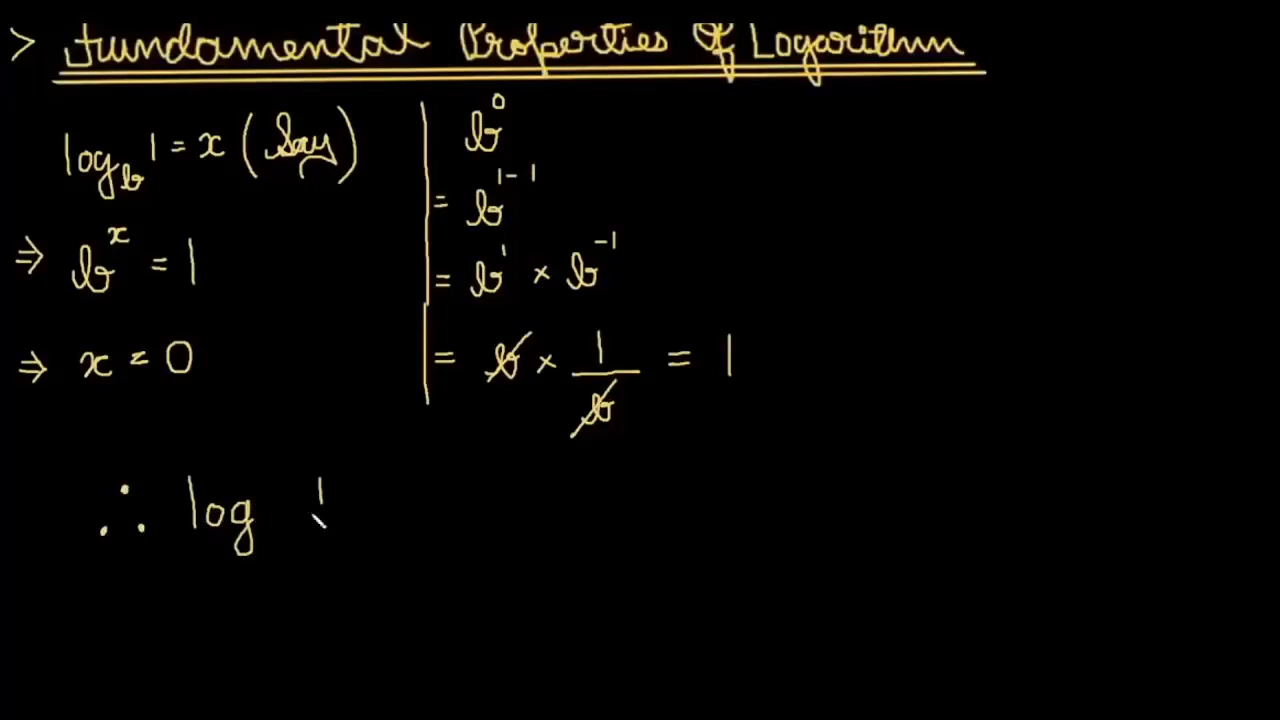 > Fundamental Properties Of Logarithm
log_b 1 = x (Say)
⇒ b^x = 1
⇒ x = 0
b^0
= b^{1-1}
= b^1 × b^{-1}
= b × 1/b = 1
∴ log 1